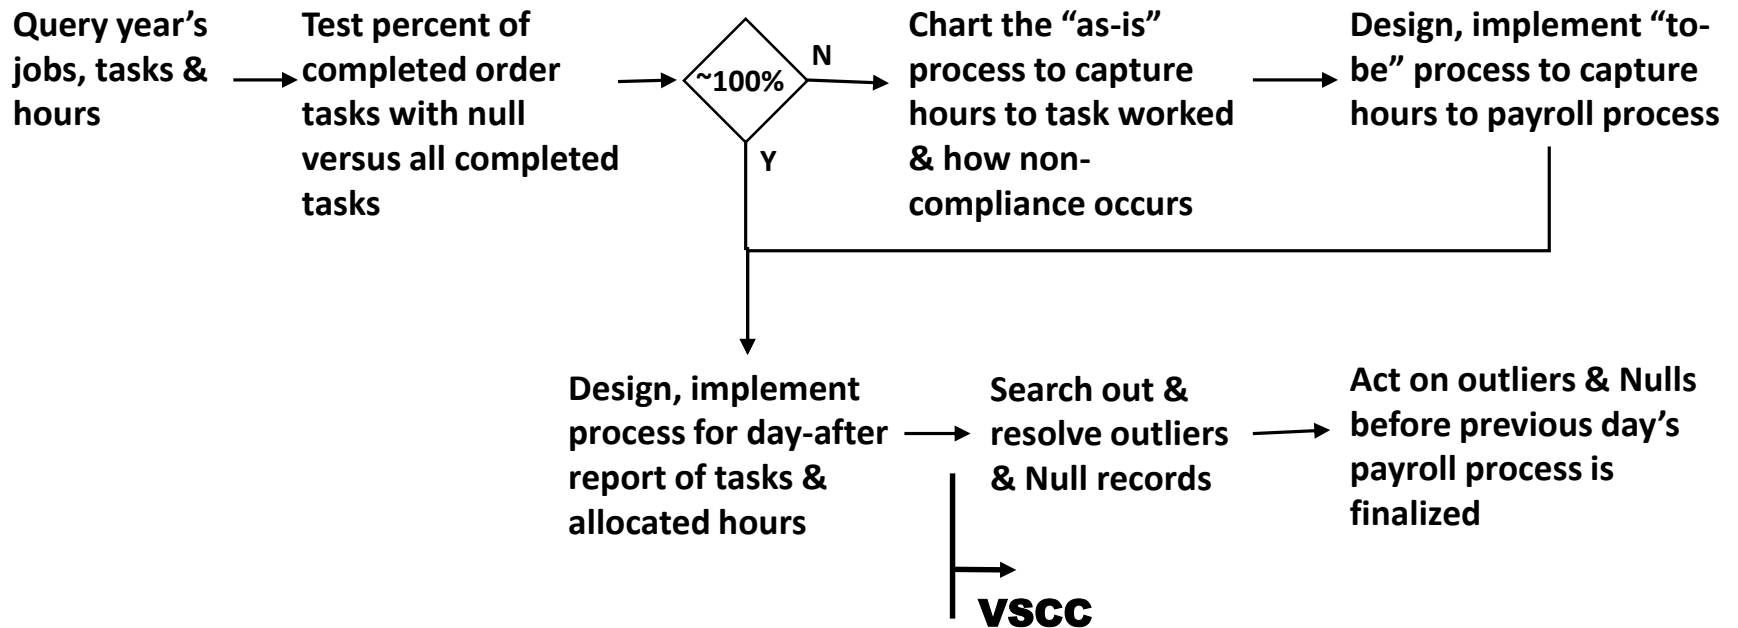 Query year’s
jobs, tasks &
hours
Test percent of
completed order
tasks with null
versus all completed
tasks
~100%
N
Y
Chart the “as-is”
process to capture
hours to task worked
& how non-
compliance occurs
Design, implement “to-
be” process to capture
hours to payroll process
Design, implement
process for day-after
report of tasks &
allocated hours
Search out &
resolve outliers
& Null records
Act on outliers & Nulls
before previous day’s
payroll process is
finalized
VSCC